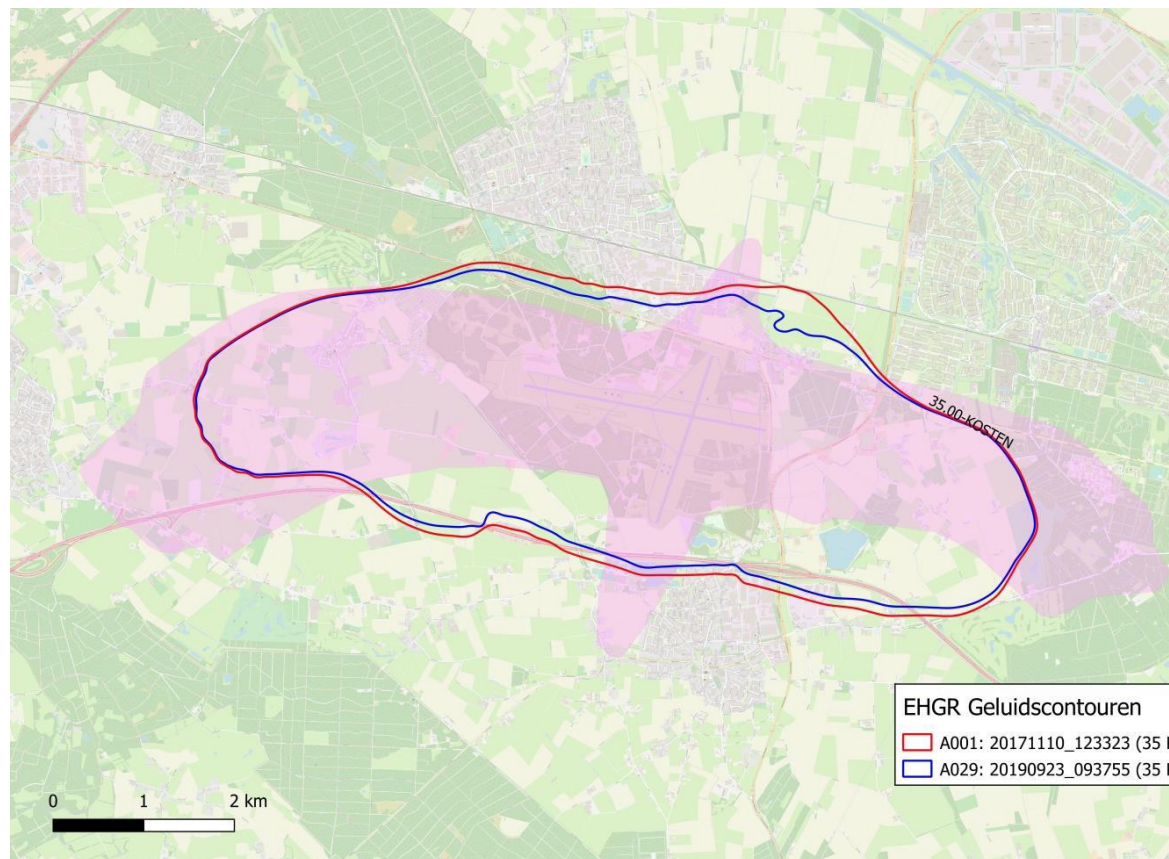 35.00-KOSTEN
EHGR Geluidscontouren
A001: 20171110_123323 (35
A029: 20190923_093755 (35
0 1 2 km